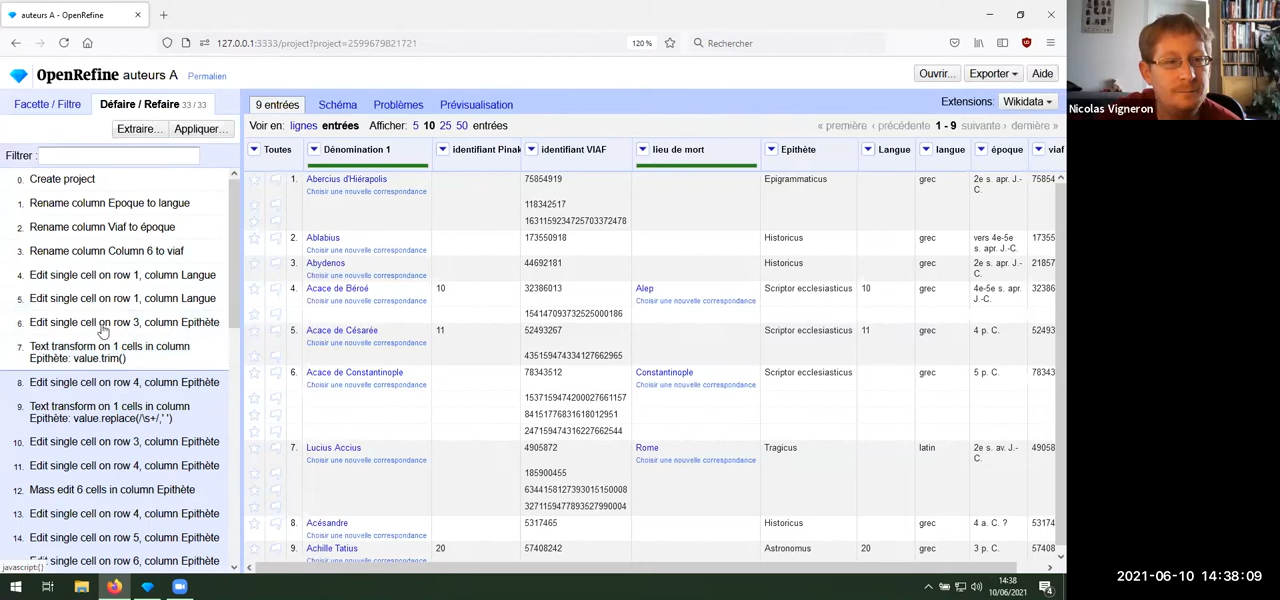 auteurs A - OpenRefine
127.0.0.1:3333/project?project=2599679821721
120 %
Rechercher
OpenRefine auteurs A Permalien
Ouvrir... Exporter Aide
Facette / Filtre Défaire / Refaire 33 / 33
9 entrées Schéma Problèmes Prévisualisation
Extensions: Wikidata
Extraire... Appliquer...
Voir en: lignes entrées Afficher: 5 10 25 50 entrées
« première ‹ précédente 1 - 9 suivante › dernière »
Filtrer :
0. Create project
1. Rename column Epoque to langue
2. Rename column Viaf to époque
3. Rename column Column 6 to viaf
4. Edit single cell on row 1, column Langue
5. Edit single cell on row 1, column Langue
6. Edit single cell on row 3, column Epithète
7. Text transform on 1 cells in column
Epithète: value.trim()
8. Edit single cell on row 4, column Epithète
9. Text transform on 1 cells in column
Epithète: value.replace(/\s+/,' ')
10. Edit single cell on row 3, column Epithète
11. Edit single cell on row 4, column Epithète
12. Mass edit 6 cells in column Epithète
13. Edit single cell on row 4, column Epithète
14. Edit single cell on row 5, column Epithète
Edit single cell on row 6, column Epithète
javascript:{}
Toutes Dénomination 1 identifiant Pinak identifiant VIAF lieu de mort Epithète Langue langue époque viaf
1. Abercius d'Hiérapolis 75854919 Epigrammaticus grec 2e s. apr. J.-C. 75854
Choisir une nouvelle correspondance
118342517
1631159234725703372478
2. Ablabius 173550918 Historicus grec vers 4e-5e s. apr. J.-C. 17355
Choisir une nouvelle correspondance
3. Abydenos 44692181 Historicus grec 2e s. apr. J.-C. 21857
Choisir une nouvelle correspondance
4. Acace de Béroé 10 32386013 Alep Scriptor ecclesiasticus 10 grec 4e-5e s. apr. J.-C. 32386
Choisir une nouvelle correspondance Choisir une nouvelle correspondance
154147093732525000186
5. Acace de Césarée 11 52493267 Scriptor ecclesiasticus 11 grec 4 p. C. 52493
Choisir une nouvelle correspondance
435159474334127662965
6. Acace de Constantinople 78343512 Constantinople Scriptor ecclesiasticus grec 5 p. C. 78343
Choisir une nouvelle correspondance Choisir une nouvelle correspondance
1537159474200027661157
84151776831618012951
247159474316227662544
7. Lucius Accius 4905872 Rome Tragicus latin 2e s. av. J.-C. 49058
Choisir une nouvelle correspondance Choisir une nouvelle correspondance
185900455
6344158127393015150008
3271159477893527990004
8. Acésandre 5317465 Historicus grec 4 a. C. ? 53174
Choisir une nouvelle correspondance
9. Achille Tatius 20 57408242 Astronomus 20 grec 3 p. C. 57408
Choisir une nouvelle correspondance
Nicolas Vigneron
14:38
10/06/2021
4
2021-06-10 14:38:09